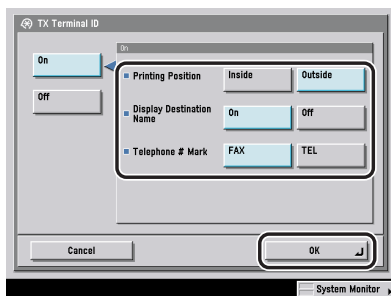 TX Terminal ID
On
On
Off
Printing Position Inside Outside
Display Destination
Name On Off
Telephone # Mark FAX TEL
Cancel OK
System Monitor